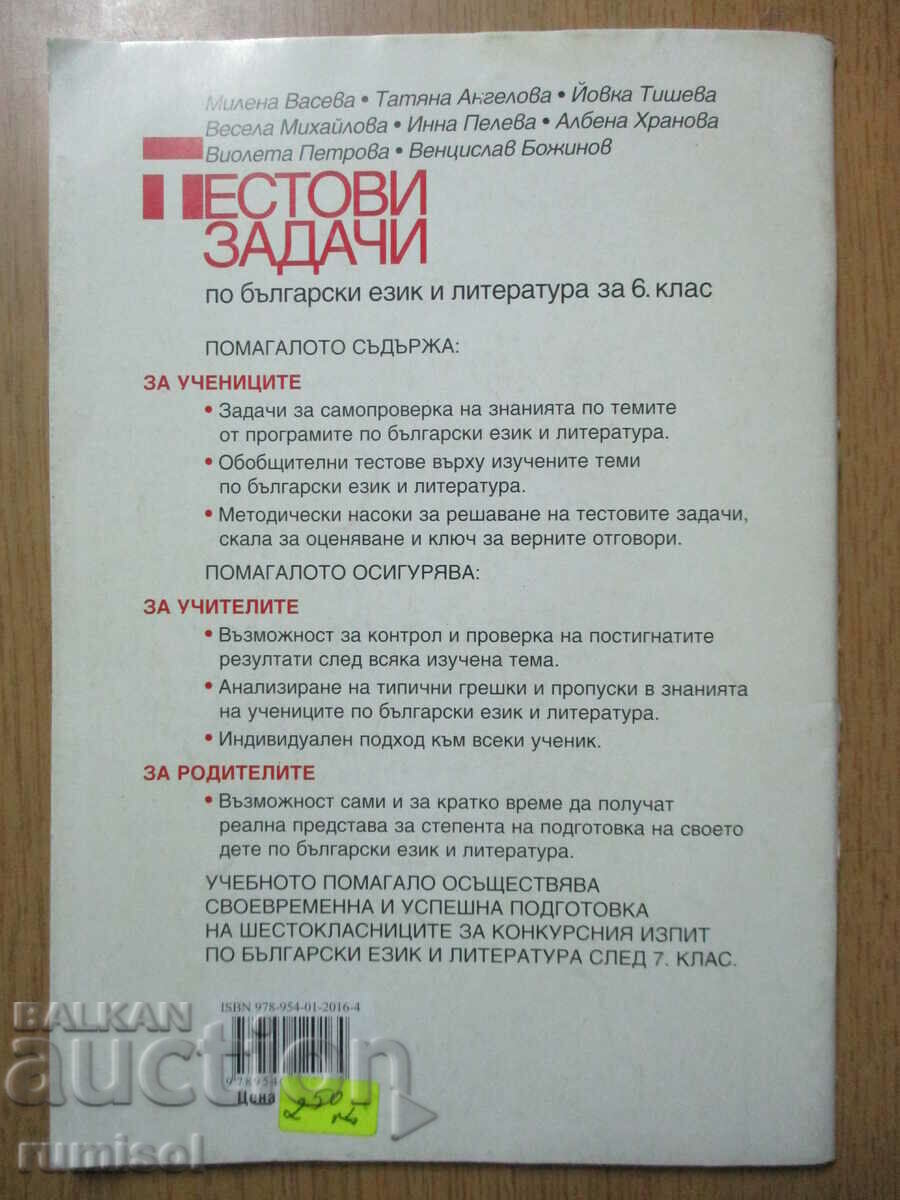 Милена Васева • Татяна Ангелова • Йовка Тишева
Весела Михайлова • Инна Пелева • Албена Хранова
Виолета Петрова • Венцислав Божинов
ТЕСТОВИ
ЗАДАЧИ
по български език и литература за 6. клас
ПОМАГАЛОТО СЪДЪРЖА:
ЗА УЧЕНИЦИТЕ
• Задачи за самопроверка на знанията по темите
от програмите по български език и литература.
• Обобщителни тестове върху изучените теми
по български език и литература.
• Методически насоки за решаване на тестовите задачи,
скала за оценяване и ключ за верните отговори.
ПОМАГАЛОТО ОСИГУРЯВА:
ЗА УЧИТЕЛИТЕ
• Възможност за контрол и проверка на постигнатите
резултати след всяка изучена тема.
• Анализиране на типични грешки и пропуски в знанията
на учениците по български език и литература.
• Индивидуален подход към всеки ученик.
ЗА РОДИТЕЛИТЕ
• Възможност сами и за кратко време да получат
реална представа за степента на подготовка на своето
дете по български език и литература.
УЧЕБНОТО ПОМАГАЛО ОСЪЩЕСТВЯВА
СВОЕВРЕМЕННА И УСПЕШНА ПОДГОТОВКА
НА ШЕСТОКЛАСНИЦИТЕ ЗА КОНКУРСНИЯ ИЗПИТ
ПО БЪЛГАРСКИ ЕЗИК И ЛИТЕРАТУРА СЛЕД 7. КЛАС.
ISBN 978-954-01-2016-4
BALKAN
auction
9 78954
Цена
250
rumisol